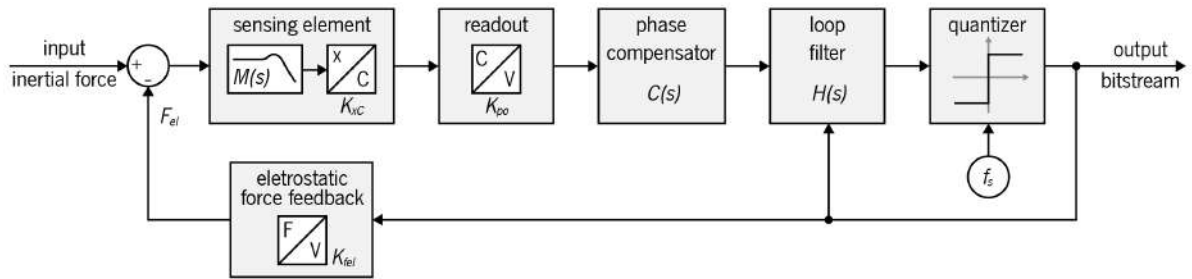 input
inertial force
+
-
F_el
sensing element
M(s)
X
C
K_xC
readout
C
V
K_po
phase
compensator
C(s)
loop
filter
H(s)
quantizer
f_s
output
bitstream
eletrostatic
force feedback
F
V
K_fel